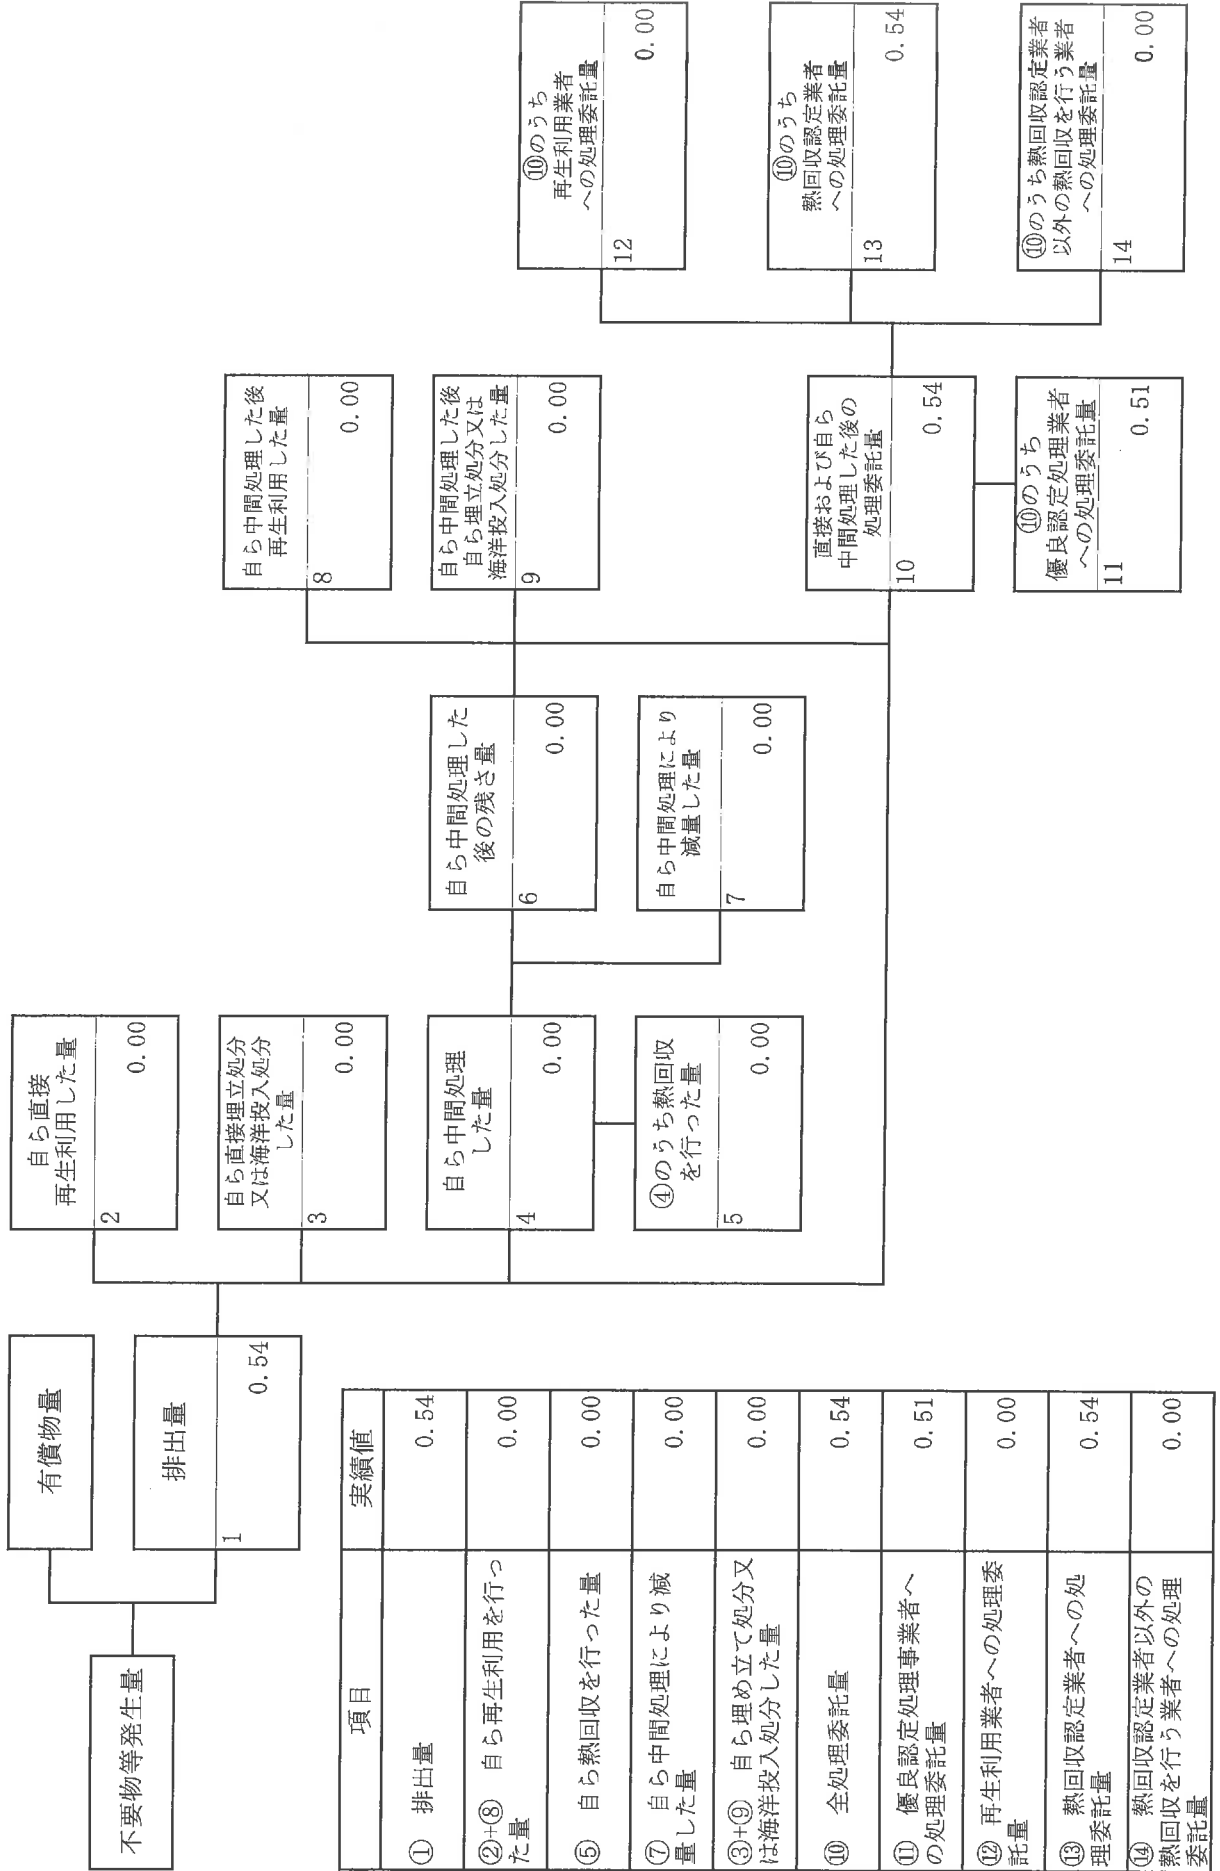 不要物等発生量
有償物量
排出量
1
0.54
自ら直接
再生利用した量
2
0.00
自ら直接埋立処分
又は海洋投入処分
した量
3
0.00
自ら中間処理
した量
4
0.00
④のうち熱回収
を行った量
5
0.00
自ら中間処理した
後の残さ量
6
0.00
自ら中間処理により
減量した量
7
0.00
自ら中間処理した後
再生利用した量
8
0.00
自ら中間処理した後
自ら埋立処分又は
海洋投入処分した量
9
0.00
直接および自ら
中間処理した後の
処理委託量
10
0.54
⑩のうち
優良認定処理業者
への処理委託量
11
0.51
⑩のうち
再生利用業者
への処理委託量
12
0.00
⑩のうち
熱回収認定業者
への処理委託量
13
0.54
⑩のうち熱回収認定業者
以外の熱回収を行う業者
への処理委託量
14
0.00
項目 実績値
① 排出量 0.54
②+⑧ 自ら再生利用を行っ
た量 0.00
⑤ 自ら熱回収を行った量 0.00
⑦ 自ら中間処理により減
量した量 0.00
③+⑨ 自ら埋め立て処分又
は海洋投入処分した量 0.00
⑩ 全処理委託量 0.54
⑪ 優良認定処理事業者へ
の処理委託量 0.51
⑫ 再生利用業者への処理委
託量 0.00
⑬ 熱回収認定業者への処
理委託量 0.54
⑭ 熱回収認定業者以外の
熱回収を行う業者への処理
委託量 0.00